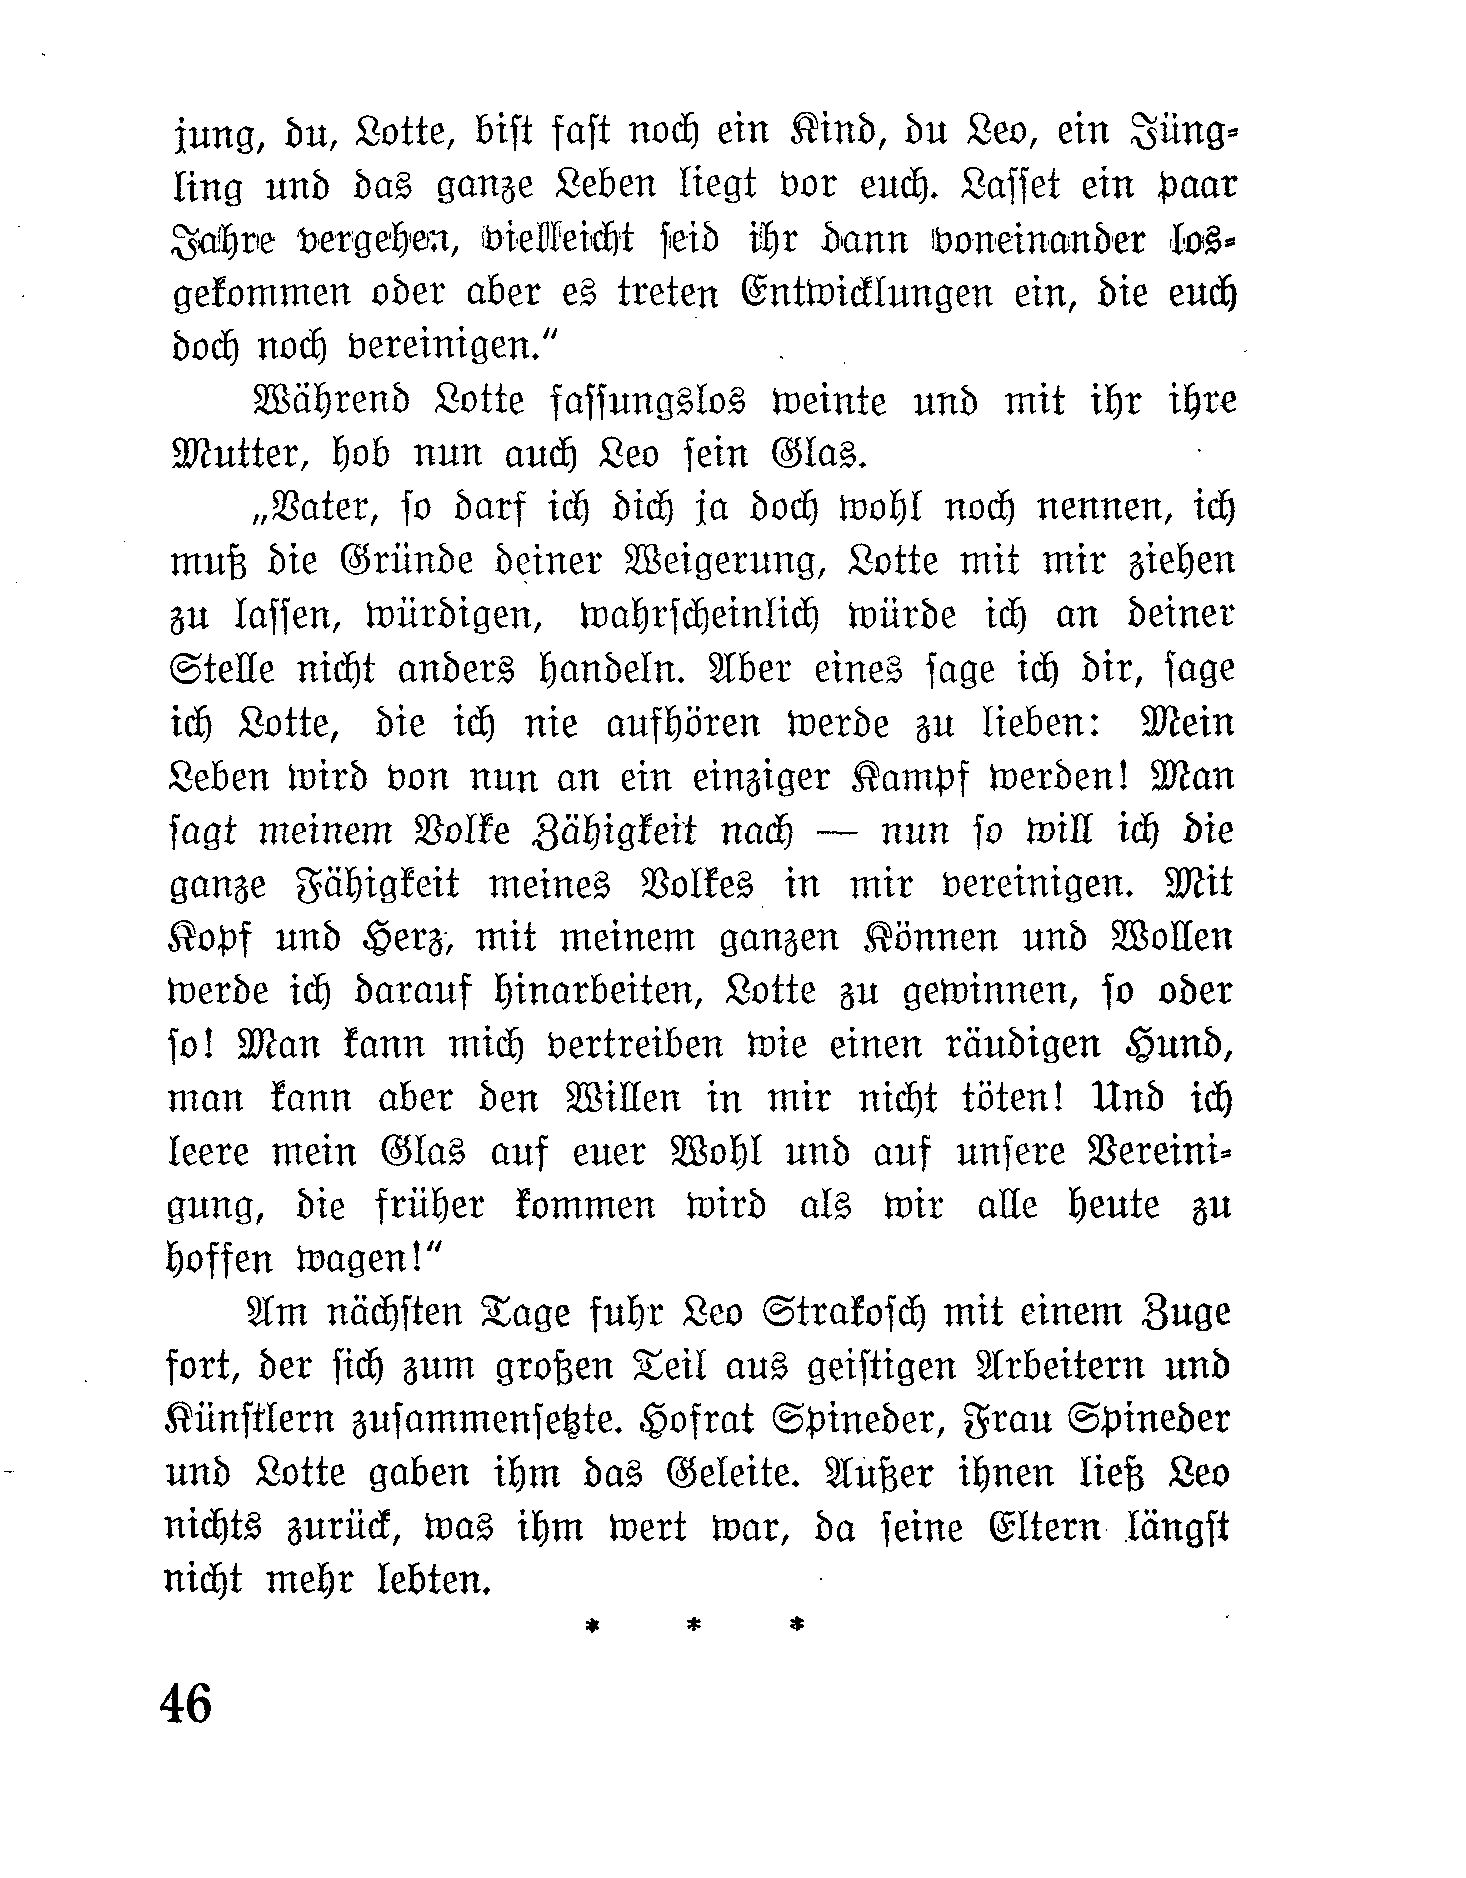 jung, du, Lotte, bist fast noch ein Kind, du Leo, ein Jüng-
ling und das ganze Leben liegt vor euch. Lasset ein paar
Jahre vergehen, vielleicht seid ihr dann voneinander los-
gekommen oder aber es treten Entwicklungen ein, die euch
doch noch vereinigen.“
Während Lotte fassungslos weinte und mit ihr ihre
Mutter, hob nun auch Leo sein Glas.
„Vater, so darf ich dich ja doch wohl noch nennen, ich
muß die Gründe deiner Weigerung, Lotte mit mir ziehen
zu lassen, würdigen, wahrscheinlich würde ich an deiner
Stelle nicht anders handeln. Aber eines sage ich dir, sage
ich Lotte, die ich nie aufhören werde zu lieben: Mein
Leben wird von nun an ein einziger Kampf werden! Man
sagt meinem Volke Zähigkeit nach — nun so will ich die
ganze Fähigkeit meines Volkes in mir vereinigen. Mit
Kopf und Herz, mit meinem ganzen Können und Wollen
werde ich darauf hinarbeiten, Lotte zu gewinnen, so oder
so! Man kann mich vertreiben wie einen räudigen Hund,
man kann aber den Willen in mir nicht töten! Und ich
leere mein Glas auf euer Wohl und auf unsere Vereini-
gung, die früher kommen wird als wir alle heute zu
hoffen wagen!“
Am nächsten Tage fuhr Leo Strakosch mit einem Zuge
fort, der sich zum großen Teil aus geistigen Arbeitern und
Künstlern zusammensetzte. Hofrat Spineder, Frau Spineder
und Lotte gaben ihm das Geleite. Außer ihnen ließ Leo
nichts zurück, was ihm wert war, da seine Eltern längst
nicht mehr lebten.
* * *
46